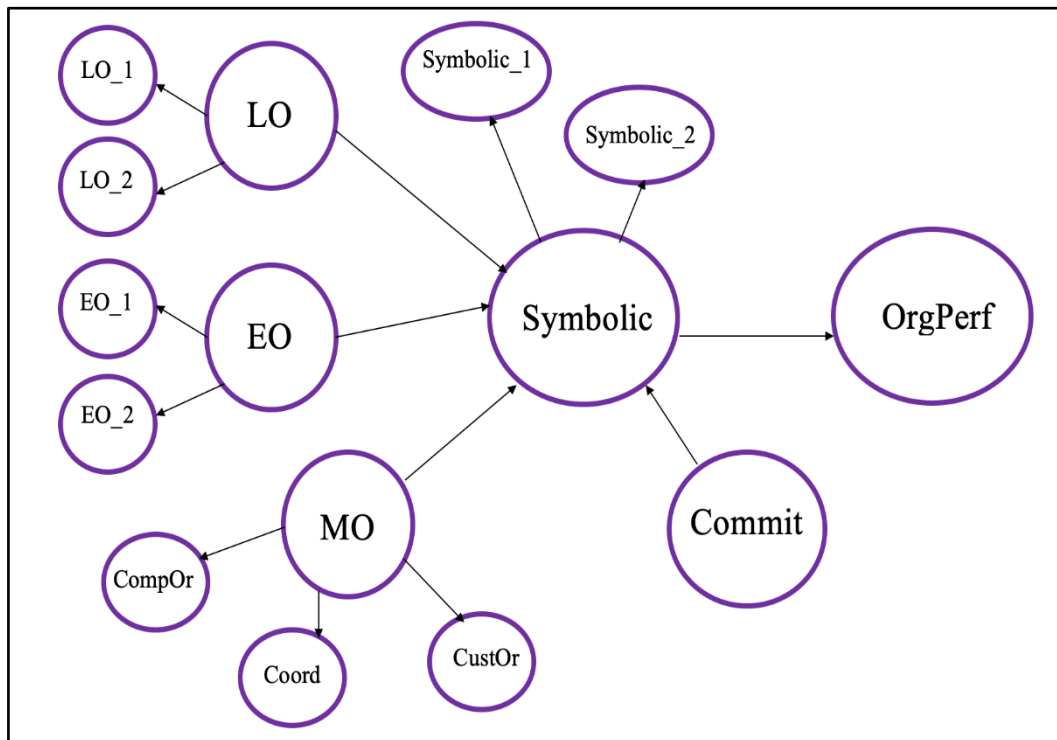 LO_1
LO
LO_2
Symbolic_1
Symbolic_2
EO_1
EO
EO_2
Symbolic
OrgPerf
MO
Commit
CompOr
Coord
CustOr